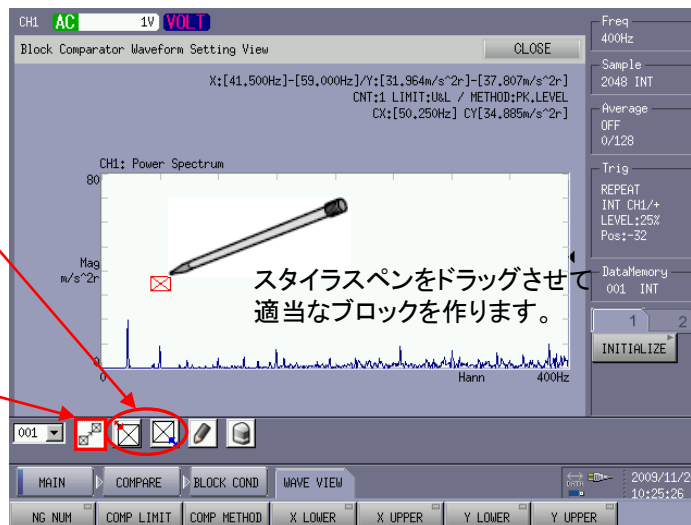 CH1 AC 1V VOLT
Block Comparator Waveform Setting View CLOSE
X:[41.500Hz]-[59.000Hz]/Y:[31.964m/s^2r]-[37.807m/s^2r]
CNT:1 LIMIT:U&L / METHOD:PK.LEVEL
CX:[50.250Hz] CY[34.885m/s^2r]
CH1: Power Spectrum
80
Mag
m/s^2r
スタイラスペンをドラッグさせて
適当なブロックを作ります。
0
0 Hann 400Hz
Freq
400Hz
Sample
2048 INT
Average
OFF
0/128
Trig
REPEAT
INT CH1/+
LEVEL:25%
Pos:-32
DataMemory
001 INT
1 2
INITIALIZE
001
MAIN COMPARE BLOCK COND WAVE VIEW
DATA
2009/11/2
10:25:26
NG NUM COMP LIMIT COMP METHOD X LOWER X UPPER Y LOWER Y UPPER